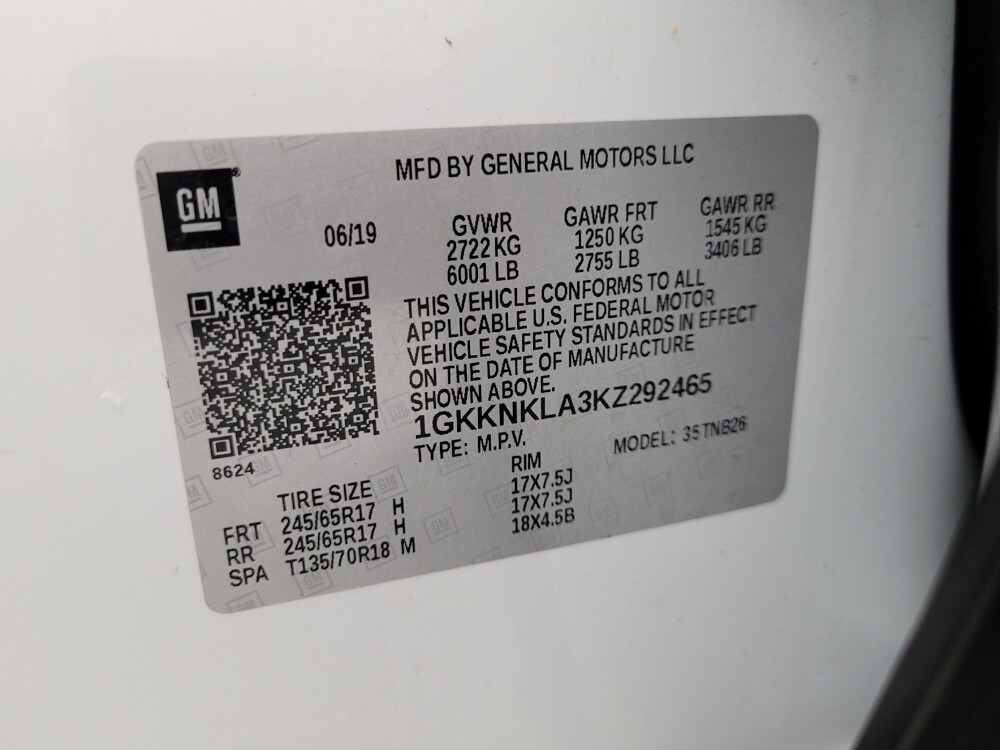 MFD BY GENERAL MOTORS LLC
GM
06/19
GVWR GAWR FRT GAWR RR
2722 KG 1250 KG 1545 KG
6001 LB 2755 LB 3406 LB
THIS VEHICLE CONFORMS TO ALL
APPLICABLE U.S. FEDERAL MOTOR
VEHICLE SAFETY STANDARDS IN EFFECT
ON THE DATE OF MANUFACTURE
SHOWN ABOVE.
1GKKNKLA3KZ292465
TYPE: M.P.V. MODEL: 35TNB26
8624
TIRE SIZE RIM
FRT 245/65R17 H 17X7.5J
RR 245/65R17 H 17X7.5J
SPA T135/70R18 M 18X4.5B